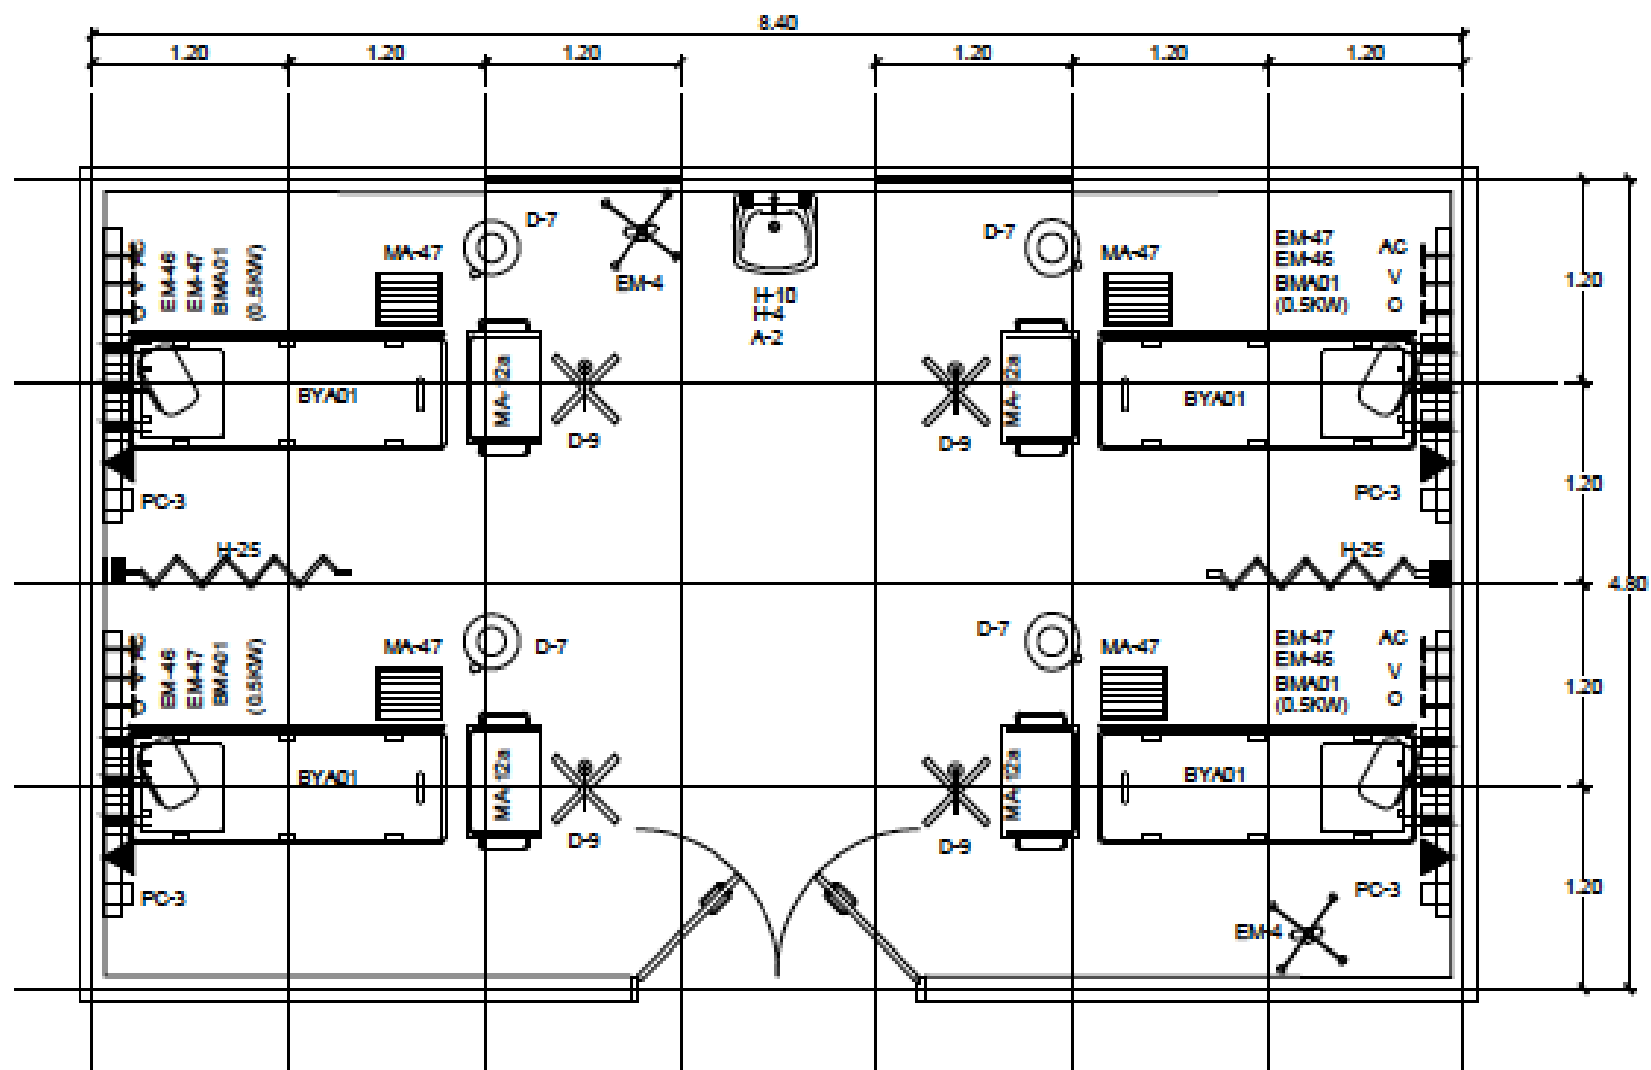 8.40
1.20
1.20
1.20
1.20
1.20
1.20
D-7
EM-4
H-10
H-4
A-2
D-7
MA-47
MA-47
AC
V
O
EM-46
EM-47
BMA01
(0.5KW)
EM-47
EM-46
BMA01
(0.5KW)
AC
V
O
1.20
BYA01
MA-12a
D-9
D-9
MA-12a
BYA01
PC-3
PC-3
1.20
H-25
H-25
4.80
D-7
D-7
MA-47
MA-47
AC
V
O
EM-46
EM-47
BMA01
(0.5KW)
EM-47
EM-46
BMA01
(0.5KW)
AC
V
O
1.20
BYA01
MA-12a
D-9
D-9
MA-12a
BYA01
PC-3
PC-3
1.20
EM-4